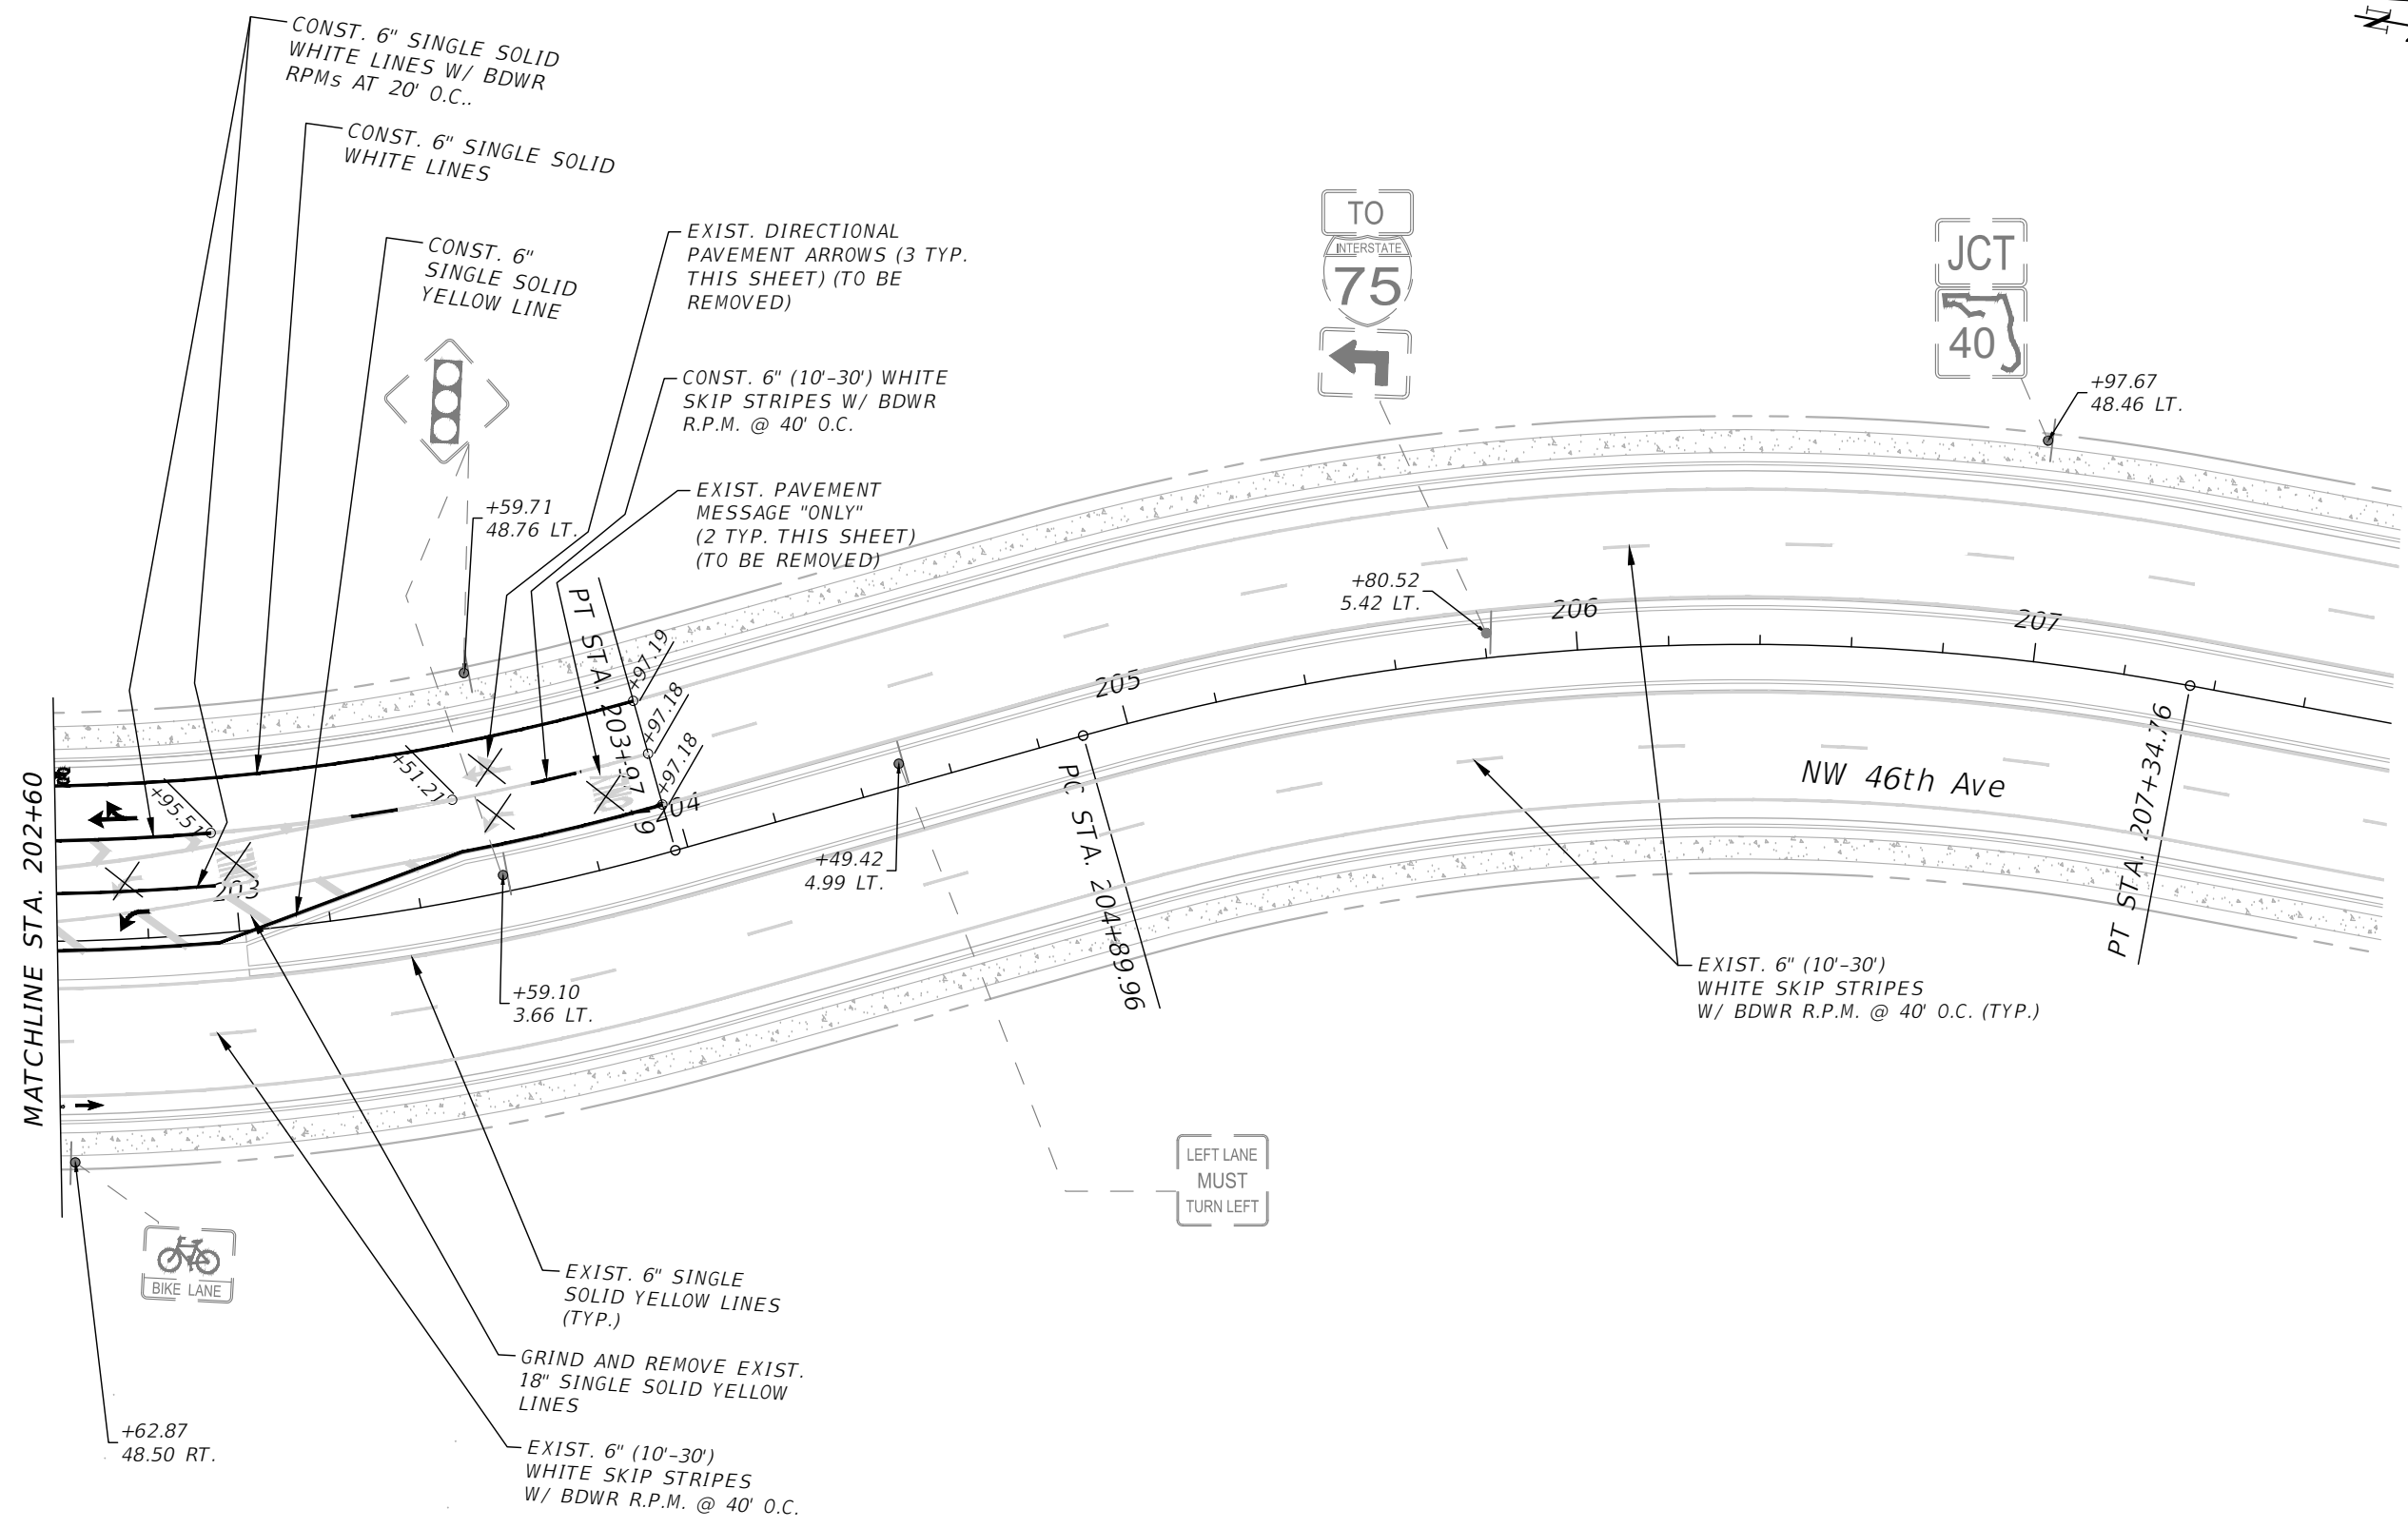 CONST. 6" SINGLE SOLID
WHITE LINES W/ BDWR
RPMs AT 20' O.C..
CONST. 6" SINGLE SOLID
WHITE LINES
CONST. 6"
SINGLE SOLID
YELLOW LINE
EXIST. DIRECTIONAL
PAVEMENT ARROWS (3 TYP.
THIS SHEET) (TO BE
REMOVED)
CONST. 6" (10'-30') WHITE
SKIP STRIPES W/ BDWR
R.P.M. @ 40' O.C.
EXIST. PAVEMENT
MESSAGE "ONLY"
(2 TYP. THIS SHEET)
(TO BE REMOVED)
N
TO
INTERSTATE
75
JCT
40
+97.67
48.46 LT.
+59.71
48.76 LT.
+80.52
5.42 LT.
PT STA. 203+97.19
+97.19
+97.18
+97.18
+51.21
+95.51
203
204
205
206
207
MATCHLINE STA. 202+60
+49.42
4.99 LT.
+59.10
3.66 LT.
PC STA. 204+89.96
NW 46th Ave
PT STA. 207+34.76
EXIST. 6" (10'-30')
WHITE SKIP STRIPES
W/ BDWR R.P.M. @ 40' O.C. (TYP.)
LEFT LANE
MUST
TURN LEFT
BIKE LANE
EXIST. 6" SINGLE
SOLID YELLOW LINES
(TYP.)
GRIND AND REMOVE EXIST.
18" SINGLE SOLID YELLOW
LINES
+62.87
48.50 RT.
EXIST. 6" (10'-30')
WHITE SKIP STRIPES
W/ BDWR R.P.M. @ 40' O.C.